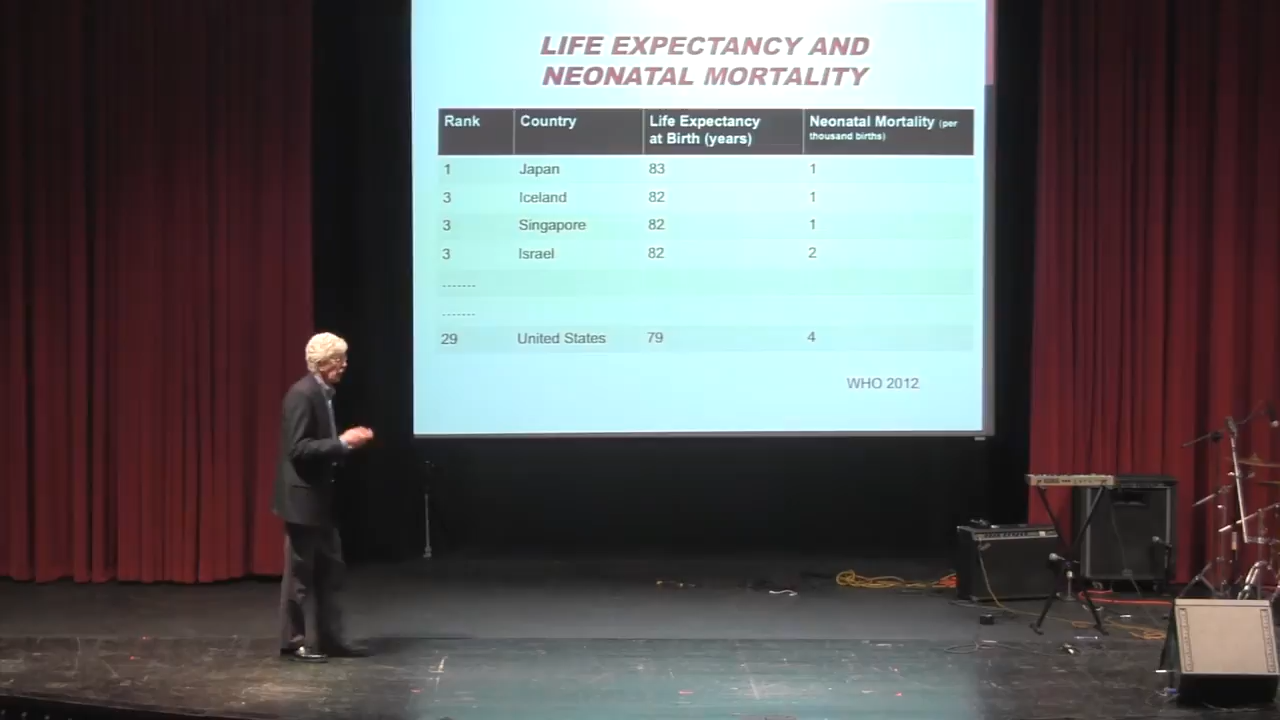 LIFE EXPECTANCY AND
NEONATAL MORTALITY
Rank Country Life Expectancy at Birth (years) Neonatal Mortality (per thousand births)
1 Japan 83 1
3 Iceland 82 1
3 Singapore 82 1
3 Israel 82 2
-------
-------
29 United States 79 4
WHO 2012